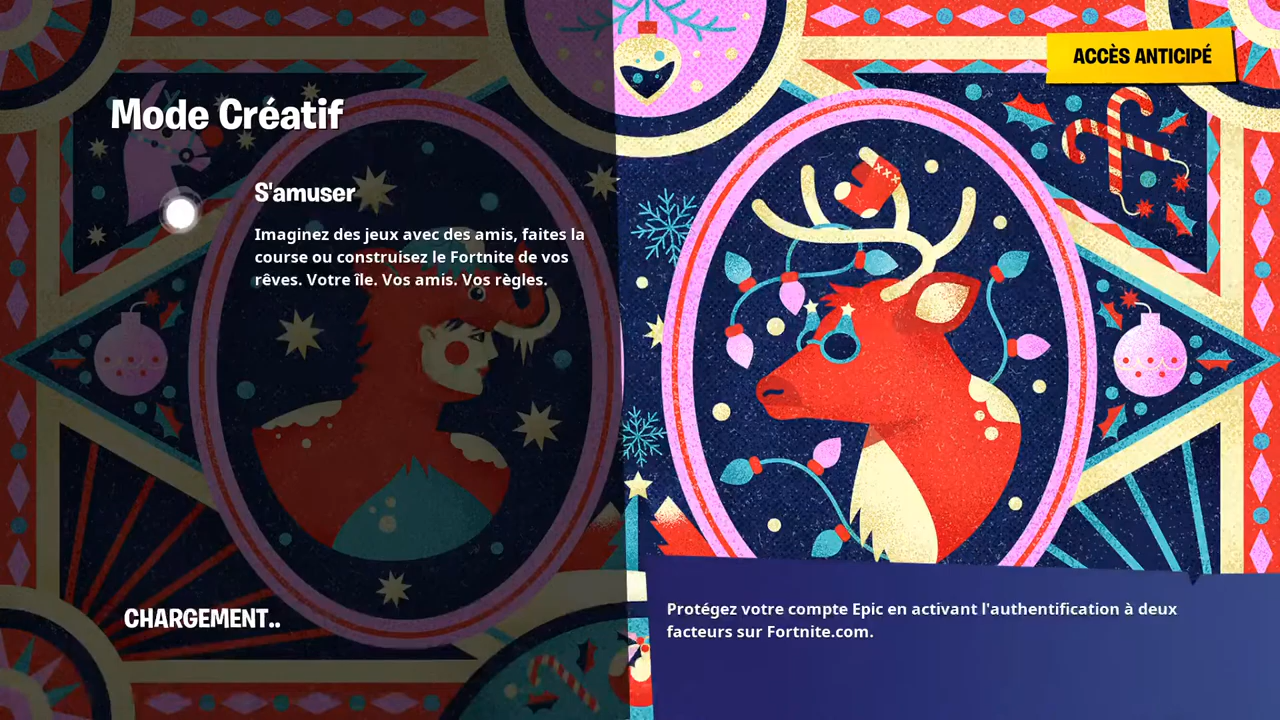 ACCÈS ANTICIPÉ
Mode Créatif
S'amuser
Imaginez des jeux avec des amis, faites la
course ou construisez le Fortnite de vos
rêves. Votre île. Vos amis. Vos règles.
CHARGEMENT..
Protégez votre compte Epic en activant l'authentification à deux
facteurs sur Fortnite.com.